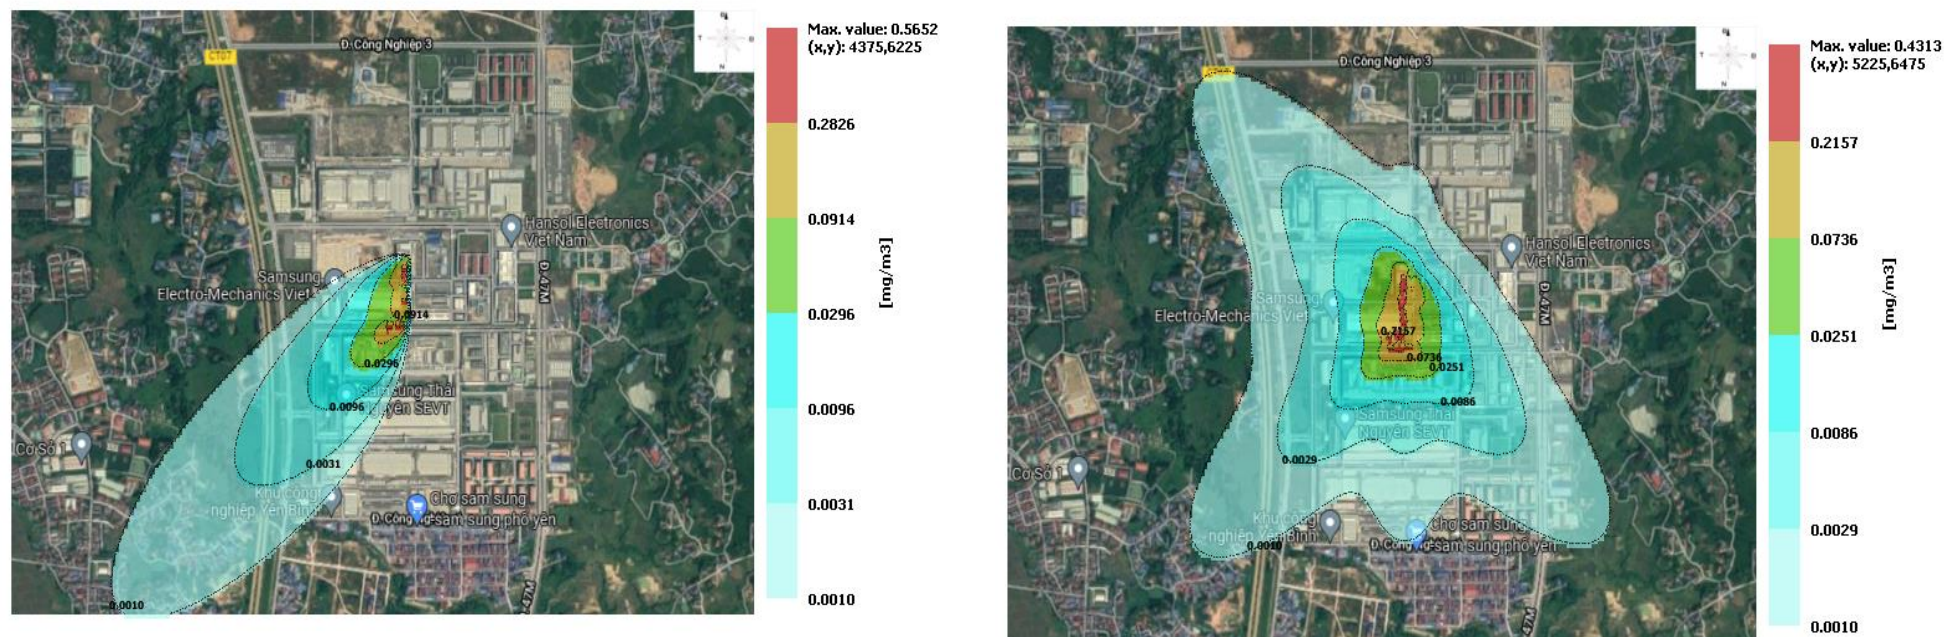 Đ. Công Nghiệp 3
CT07
Hansol Electronics
Việt Nam
Samsung
Electro-Mechanics Viet
Đ.47M
0.0914
0.0296
Samsung Thái
Nguyên SEVT
0.0096
Cơ Sở 1
0.0031
Khu công
nghiệp Yên Bình
Chợ sam sung
sam sung phổ yên
0.0010
47M
Max. value: 0.5652
(x,y): 4375,6225
0.2826
0.0914
0.0296
0.0096
0.0031
0.0010
[mg/m3]
Đ. Công Nghiệp 3
Hansol Electronics
Việt Nam
Samsung
Electro-Mechanics Viet
Đ.47M
0.2157
0.0736
0.0251
0.0086
Samsung Thái
Nguyên SEVT
0.0029
Cơ Sở 1
Khu công
nghiệp Yên Bình
Chợ sam sung
sam sung phổ yên
0.0010
47M
Max. value: 0.4313
(x,y): 5225,6475
0.2157
0.0736
0.0251
0.0086
0.0029
0.0010
[mg/m3]